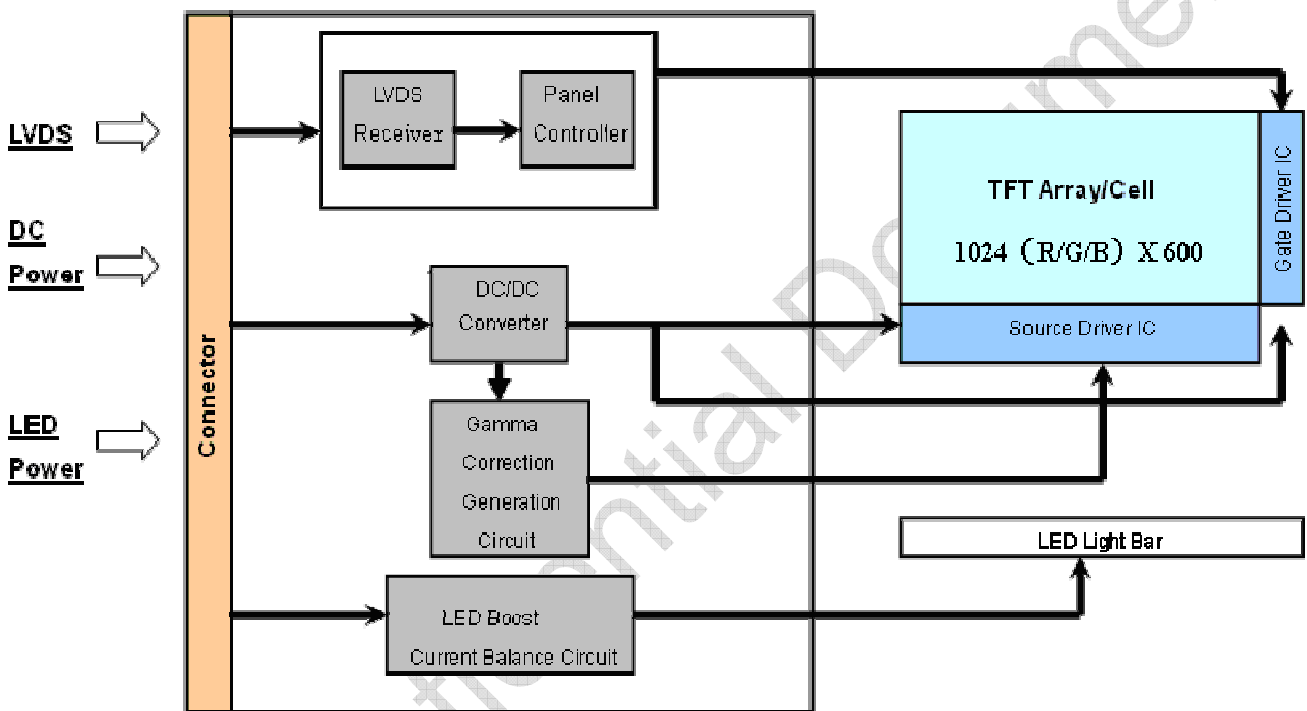 LVDS
DC
Power
LED
Power
Connector
LVDS
Receiver
Panel
Controller
DC/DC
Converter
Gamma
Correction
Generation
Circuit
LED Boost
Current Balance Circuit
TFT Array/Cell
1024 (R/G/B) X 600
Gate Driver IC
Source Driver IC
LED Light Bar